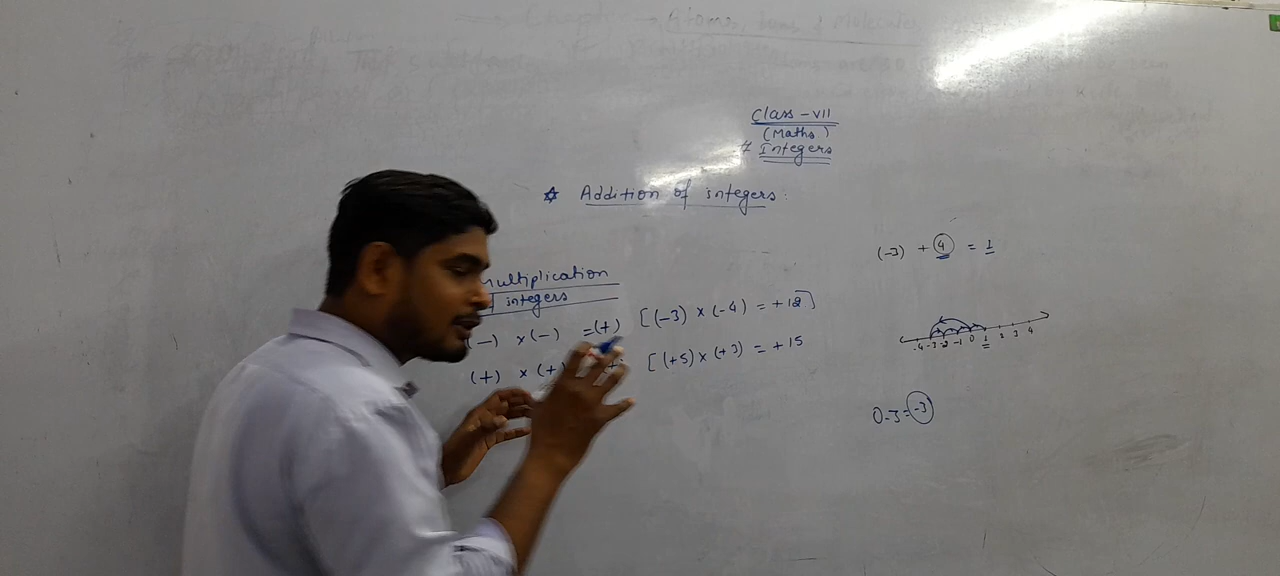 Class - VII
(Maths)
Integers
Addition of integers:
multiplication
integers
(-) × (-) = (+) [(-3) × (-4) = +12]
(+) × (+) [(+5) × (+3) = +15
(-3) + 4 = 1
-4 -3 -2 -1 0 1 2 3 4
0-3=-3